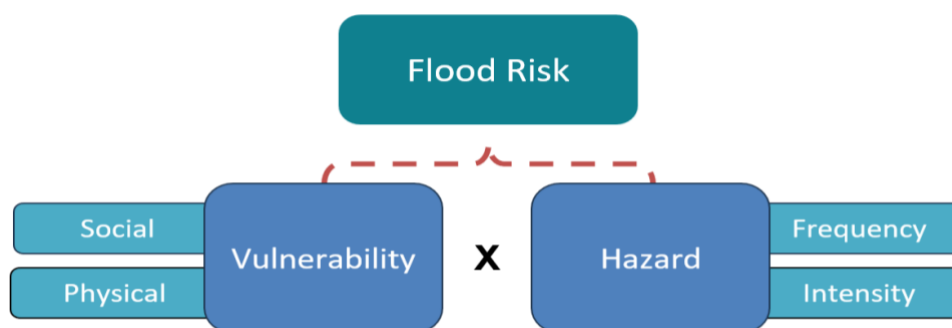 Flood Risk
Social
Physical
Vulnerability
X
Hazard
Frequency
Intensity